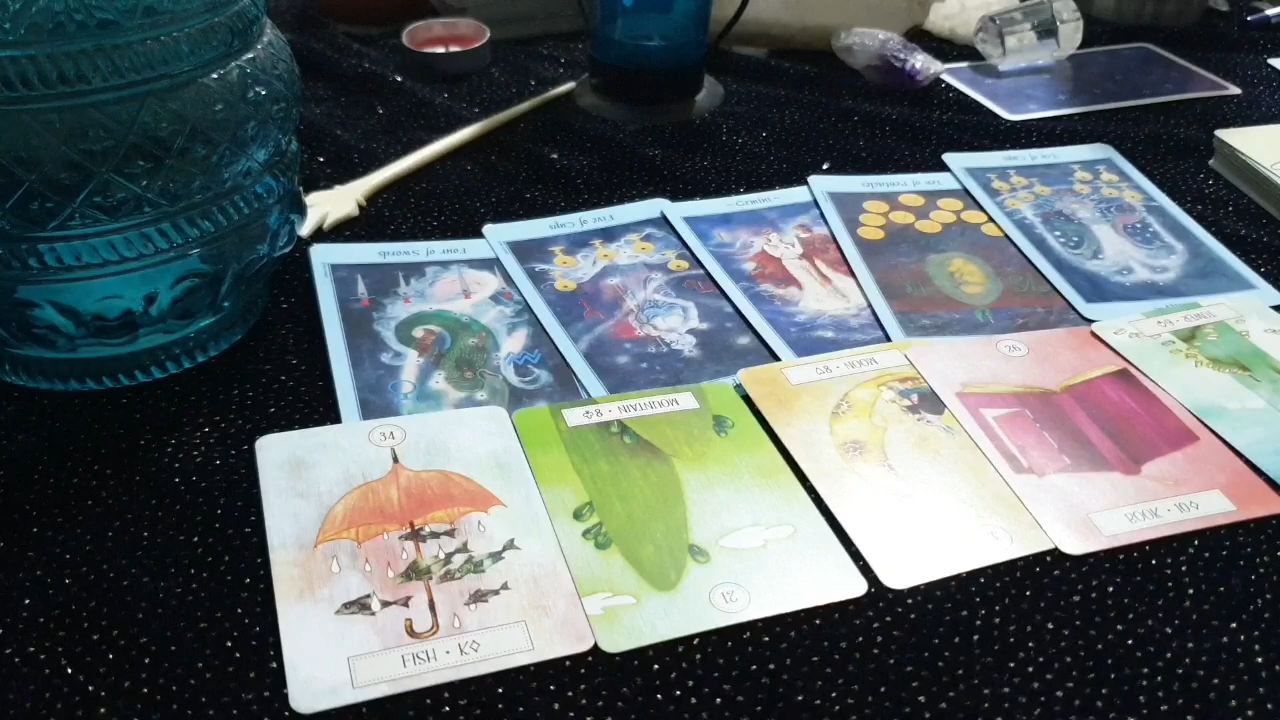 Four of Swords
Five of Cups
~ Gemini ~
Ten of Pentacles
Ten of Cups
34
FISH • K♢
MOUNTAIN • 8♣
21
MOON • 8♡
26
BOOK • 10♢